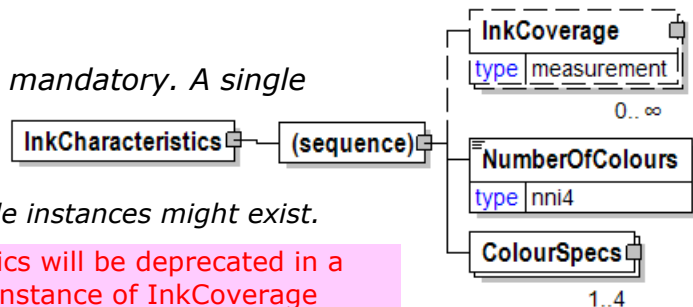 InkCoverage
type measurement
0.. ∞
mandatory. A single
InkCharacteristics
(sequence)
NumberOfColours
type nni4
instances might exist.
ColourSpecs
1..4
ics will be deprecated in a
nstance of InkCoverage